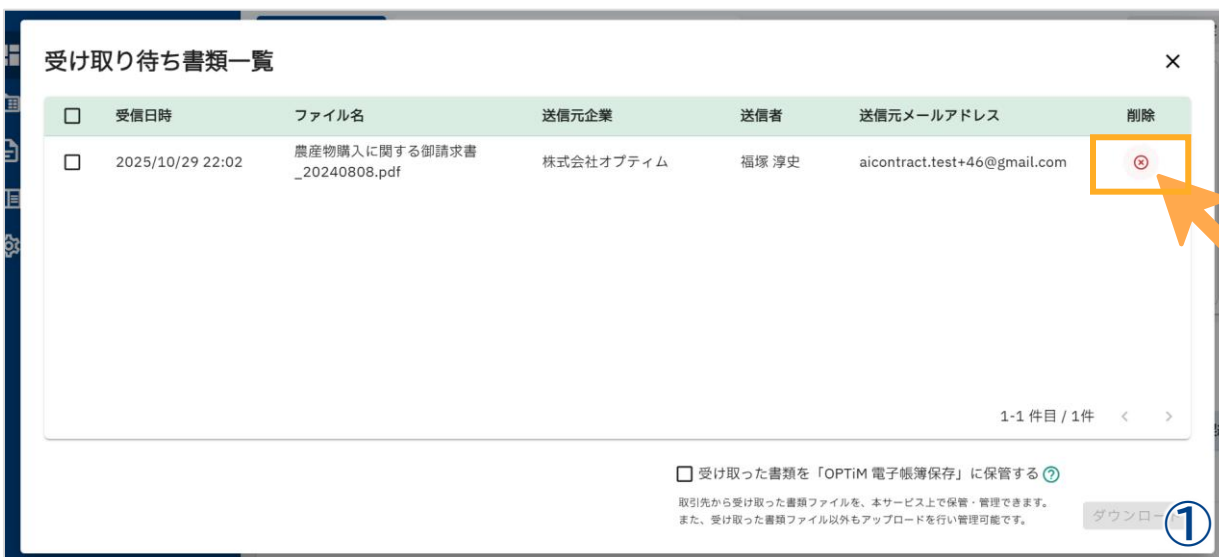 受け取り待ち書類一覧
受信日時 ファイル名 送信元企業 送信者 送信元メールアドレス 削除
2025/10/29 22:02 農産物購入に関する御請求書 株式会社オプティム 福塚 淳史 aicontract.test+46@gmail.com
_20240808.pdf
1-1 件目 / 1件
受け取った書類を「OPTiM 電子帳簿保存」に保管する ?
取引先から受け取った書類ファイルを、本サービス上で保管・管理できます。
また、受け取った書類ファイル以外もアップロードを行い管理可能です。
ダウンロー
①